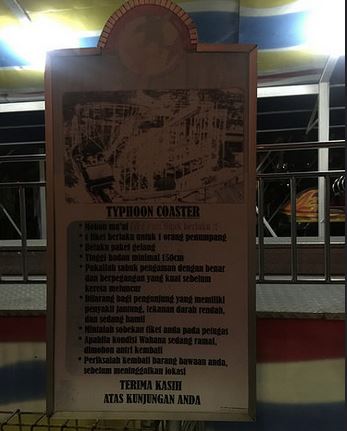 TYPHOON COASTER
• Mohon ma'af
• 1 tiket berlaku untuk 1 orang penumpang
• Belaku paket gelang
• Tinggi badan minimal 150cm
• Pakailah sabuk pengaman dengan benar
dan berpegangan yang kuat sebelum
kereta meluncur
• Dilarang bagi pengunjung yang memiliki
penyakit jantung, tekanan darah rendah,
dan sedang hamil
• Mintalah sobekan tiket anda pada petugas
• Apabila kondisi Wahana sedang ramai,
dimohon antri kembali
• Periksalah kembali barang bawaan anda,
sebelum meninggalkan lokasi
TERIMA KASIH
ATAS KUNJUNGAN ANDA